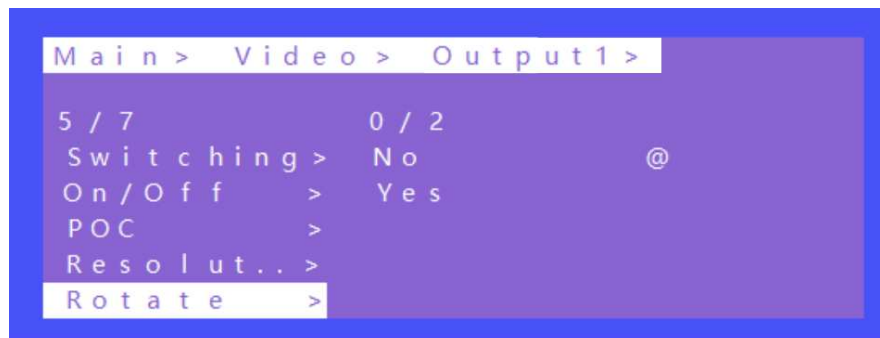 Main> Video> Output1>
5/7 0/2
Switching> No @
On/Off > Yes
POC >
Resolut..>
Rotate >